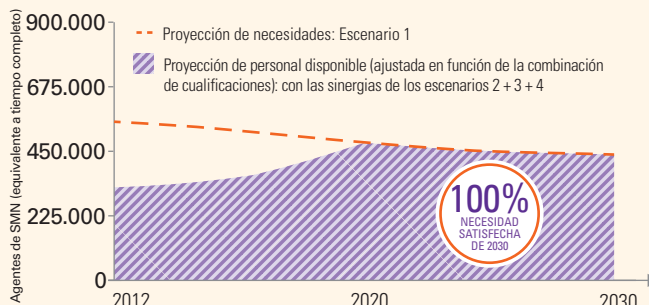 Agentes de SMN (equivalente a tiempo completo)
900.000
Proyección de necesidades: Escenario 1
Proyección de personal disponible (ajustada en función de la combinación
de cualificaciones): con las sinergias de los escenarios 2 + 3 + 4
675.000
450.000
225.000
0
100%
NECESIDAD
SATISFECHA
DE 2030
2012
2020
2030